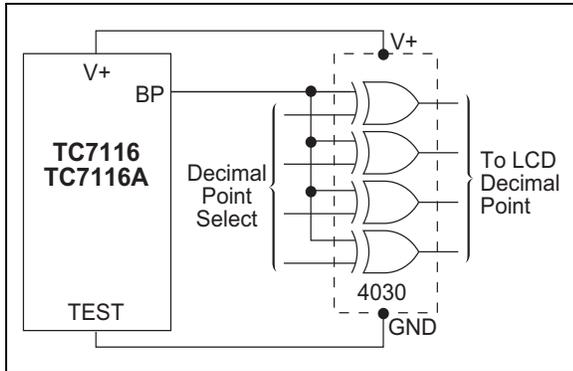 V+
V+
BP
TC7116
TC7116A
Decimal
Point
Select
To LCD
Decimal
Point
4030
TEST
GND